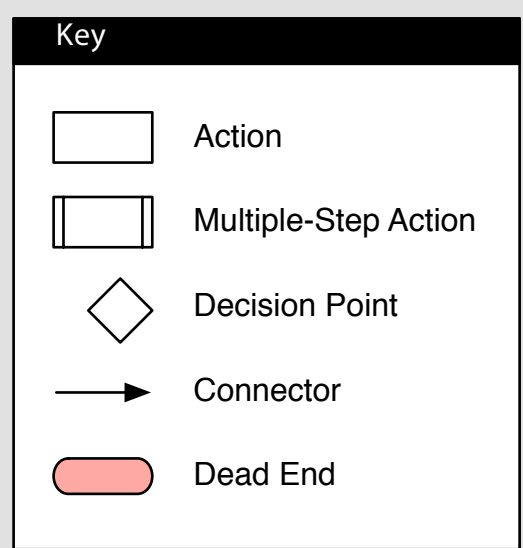 Key
Action
Multiple-Step Action
Decision Point
Connector
Dead End